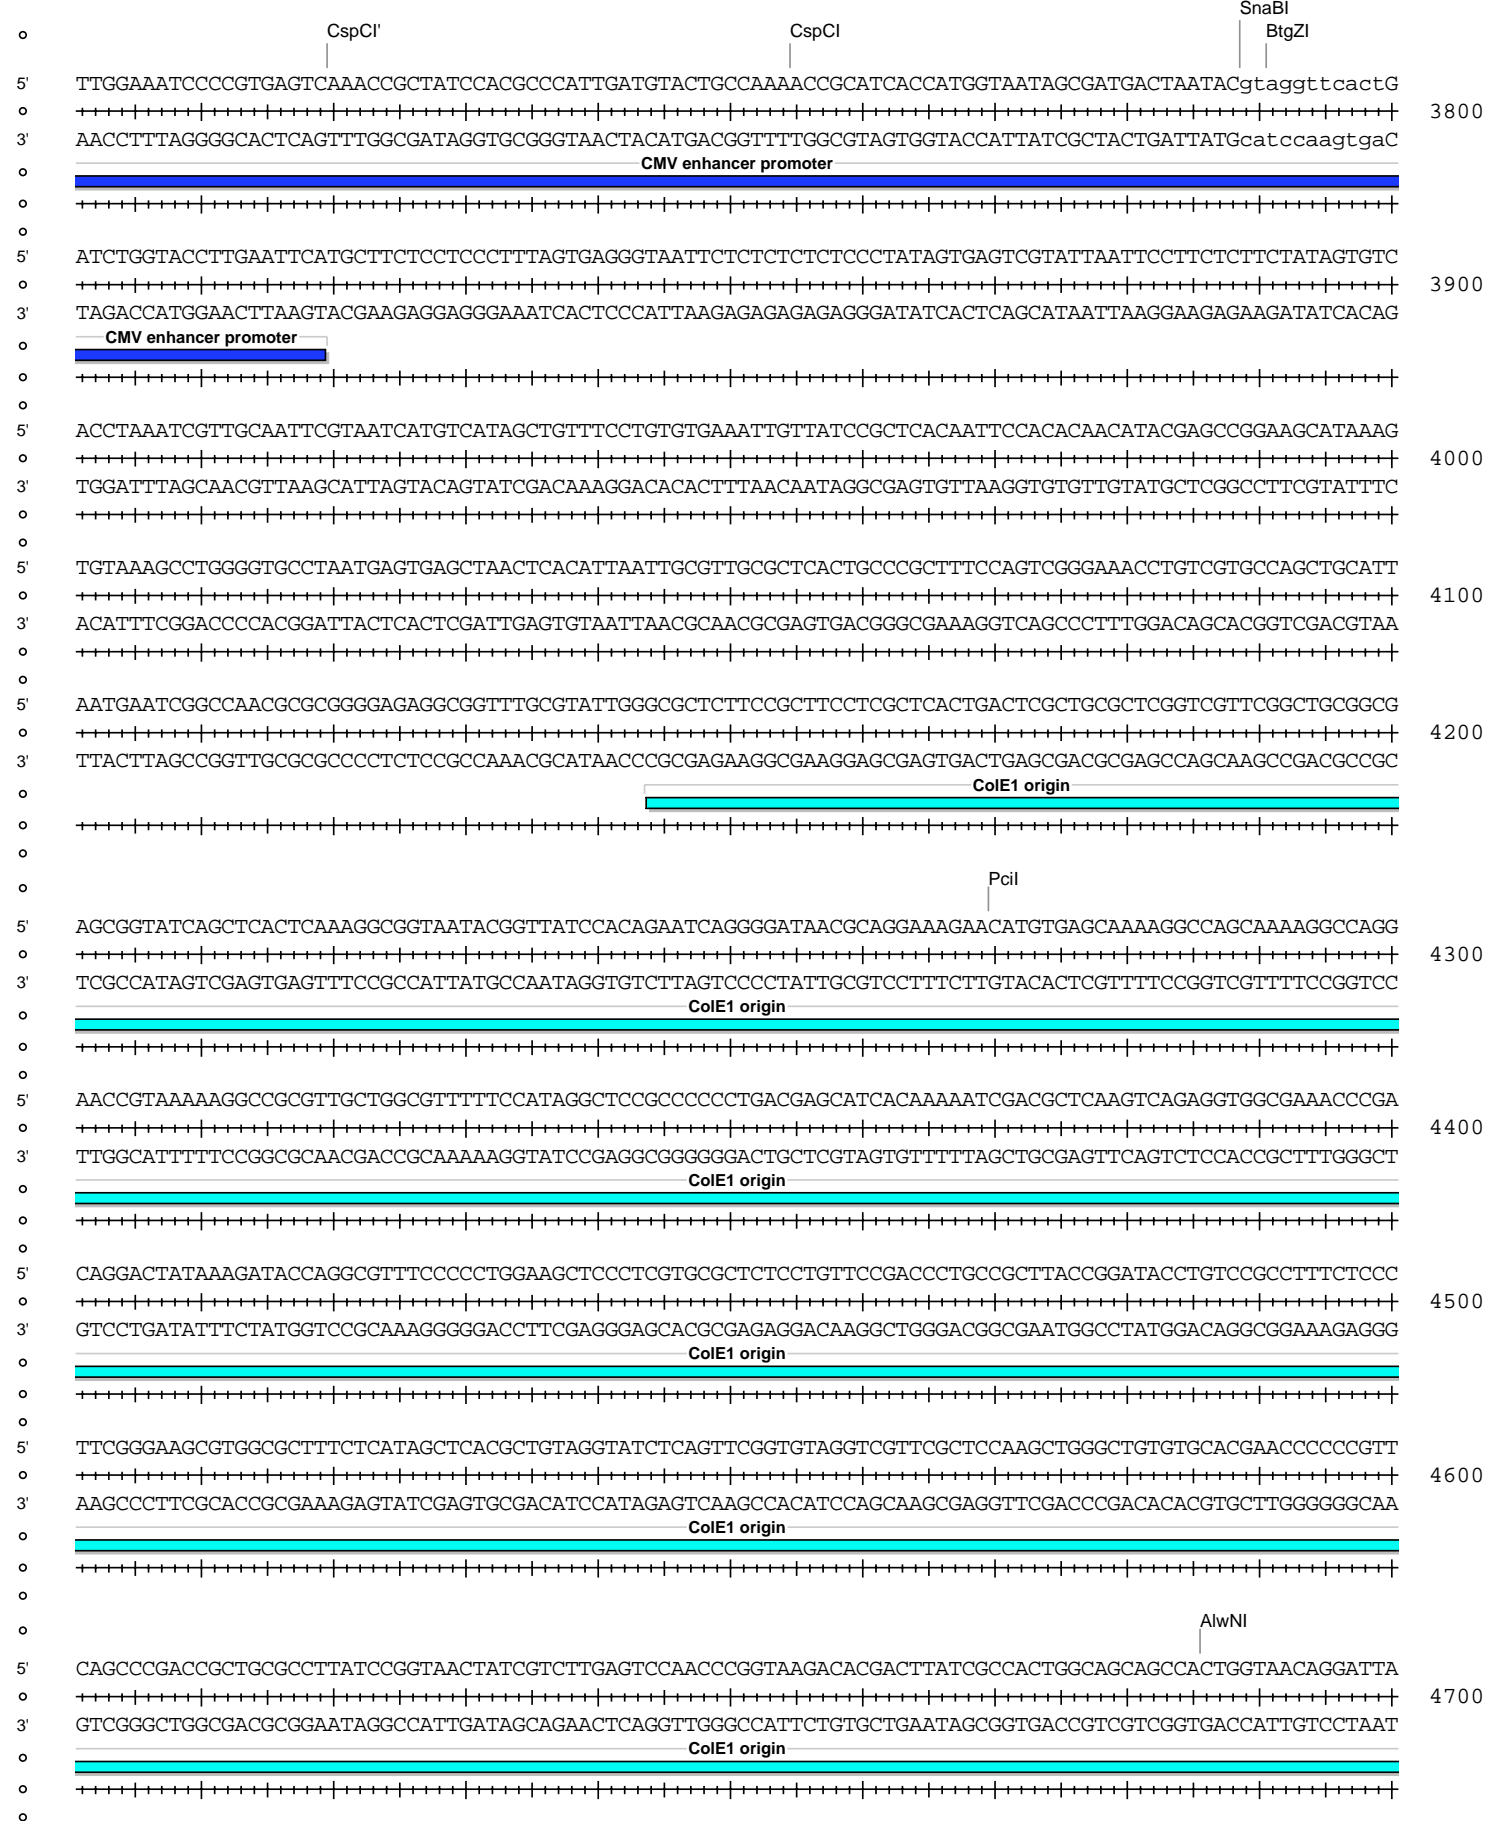 SnaBI
CspCI' CspCI BtgZI
5' TTGGAAATCCCCGTGAGTCAAACCGCTATCCACGCCCATTGATGTACTGCCAAAACCGCATCACCATGGTAATAGCGATGACTAATACgtaggttcactG
3800
3' AACCTTTAGGGGCACTCAGTTTGGCGATAGGTGCGGGTAACTACATGACGGTTTTGGCGTAGTGGTACCATTATCGCTACTGATTATGcatccaagtgaC
CMV enhancer promoter
5' ATCTGGTACCTTGAATTCATGCTTCTCCTCCCTTTAGTGAGGGTAATTCTCTCTCTCTCCCTATAGTGAGTCGTATTAATTCCTTCTCTTCTATAGTGTC
3900
3' TAGACCATGGAACTTAAGTACGAAGAGGAGGGAAATCACTCCCATTAAGAGAGAGAGAGGGATATCACTCAGCATAATTAAGGAAGAGAAGATATCACAG
CMV enhancer promoter
5' ACCTAAATCGTTGCAATTCGTAATCATGTCATAGCTGTTTCCTGTGTGAAATTGTTATCCGCTCACAATTCCACACAACATACGAGCCGGAAGCATAAAG
4000
3' TGGATTTAGCAACGTTAAGCATTAGTACAGTATCGACAAAGGACACACTTTAACAATAGGCGAGTGTTAAGGTGTGTTGTATGCTCGGCCTTCGTATTTC
5' TGTAAAGCCTGGGGTGCCTAATGAGTGAGCTAACTCACATTAATTGCGTTGCGCTCACTGCCCGCTTTCCAGTCGGGAAACCTGTCGTGCCAGCTGCATT
4100
3' ACATTTCGGACCCCACGGATTACTCACTCGATTGAGTGTAATTAACGCAACGCGAGTGACGGGCGAAAGGTCAGCCCTTTGGACAGCACGGTCGACGTAA
5' AATGAATCGGCCAACGCGCGGGGAGAGGCGGTTTGCGTATTGGGCGCTCTTCCGCTTCCTCGCTCACTGACTCGCTGCGCTCGGTCGTTCGGCTGCGGCG
4200
3' TTACTTAGCCGGTTGCGCGCCCCTCTCCGCCAAACGCATAACCCGCGAGAAGGCGAAGGAGCGAGTGACTGAGCGACGCGAGCCAGCAAGCCGACGCCGC
ColE1 origin
PciI
5' AGCGGTATCAGCTCACTCAAAGGCGGTAATACGGTTATCCACAGAATCAGGGGATAACGCAGGAAAGAACATGTGAGCAAAAGGCCAGCAAAAGGCCAGG
4300
3' TCGCCATAGTCGAGTGAGTTTCCGCCATTATGCCAATAGGTGTCTTAGTCCCCTATTGCGTCCTTTCTTGTACACTCGTTTTCCGGTCGTTTTCCGGTCC
ColE1 origin
5' AACCGTAAAAAGGCCGCGTTGCTGGCGTTTTTCCATAGGCTCCGCCCCCCTGACGAGCATCACAAAAATCGACGCTCAAGTCAGAGGTGGCGAAACCCGA
4400
3' TTGGCATTTTTCCGGCGCAACGACCGCAAAAAGGTATCCGAGGCGGGGGGACTGCTCGTAGTGTTTTTAGCTGCGAGTTCAGTCTCCACCGCTTTGGGCT
ColE1 origin
5' CAGGACTATAAAGATACCAGGCGTTTCCCCCTGGAAGCTCCCTCGTGCGCTCTCCTGTTCCGACCCTGCCGCTTACCGGATACCTGTCCGCCTTTCTCCC
4500
3' GTCCTGATATTTCTATGGTCCGCAAAGGGGGACCTTCGAGGGAGCACGCGAGAGGACAAGGCTGGGACGGCGAATGGCCTATGGACAGGCGGAAAGAGGG
ColE1 origin
5' TTCGGGAAGCGTGGCGCTTTCTCATAGCTCACGCTGTAGGTATCTCAGTTCGGTGTAGGTCGTTCGCTCCAAGCTGGGCTGTGTGCACGAACCCCCCGTT
4600
3' AAGCCCTTCGCACCGCGAAAGAGTATCGAGTGCGACATCCATAGAGTCAAGCCACATCCAGCAAGCGAGGTTCGACCCGACACACGTGCTTGGGGGGCAA
ColE1 origin
AlwNI
5' CAGCCCGACCGCTGCGCCTTATCCGGTAACTATCGTCTTGAGTCCAACCCGGTAAGACACGACTTATCGCCACTGGCAGCAGCCACTGGTAACAGGATTA
4700
3' GTCGGGCTGGCGACGCGGAATAGGCCATTGATAGCAGAACTCAGGTTGGGCCATTCTGTGCTGAATAGCGGTGACCGTCGTCGGTGACCATTGTCCTAAT
ColE1 origin